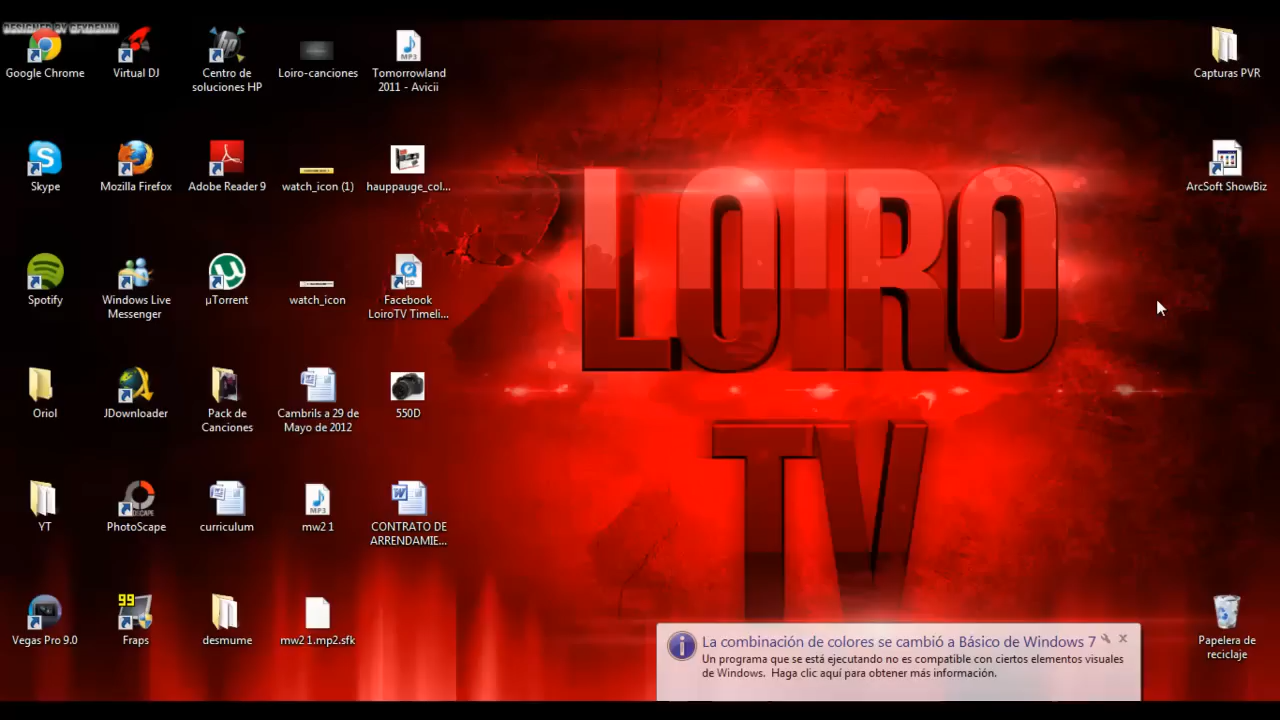 DESIGNED BY GEYDENNI
Google Chrome
Virtual DJ
Centro de
soluciones HP
Loiro-canciones
Tomorrowland
2011 - Avicii
Capturas PVR
Skype
Mozilla Firefox
Adobe Reader 9
watch_icon (1)
hauppauge_col...
ArcSoft ShowBiz
Spotify
Windows Live
Messenger
µTorrent
watch_icon
Facebook
LoiroTV Timeli...
LOIRO
TV
Oriol
JDownloader
Pack de
Canciones
Cambrils a 29 de
Mayo de 2012
550D
YT
PhotoScape
curriculum
mw2 1
CONTRATO DE
ARRENDAMIE...
Vegas Pro 9.0
99
Fraps
desmume
mw2 1.mp2.sfk
Papelera de
reciclaje
La combinación de colores se cambió a Básico de Windows 7
Un programa que se está ejecutando no es compatible con ciertos elementos visuales
de Windows. Haga clic aquí para obtener más información.